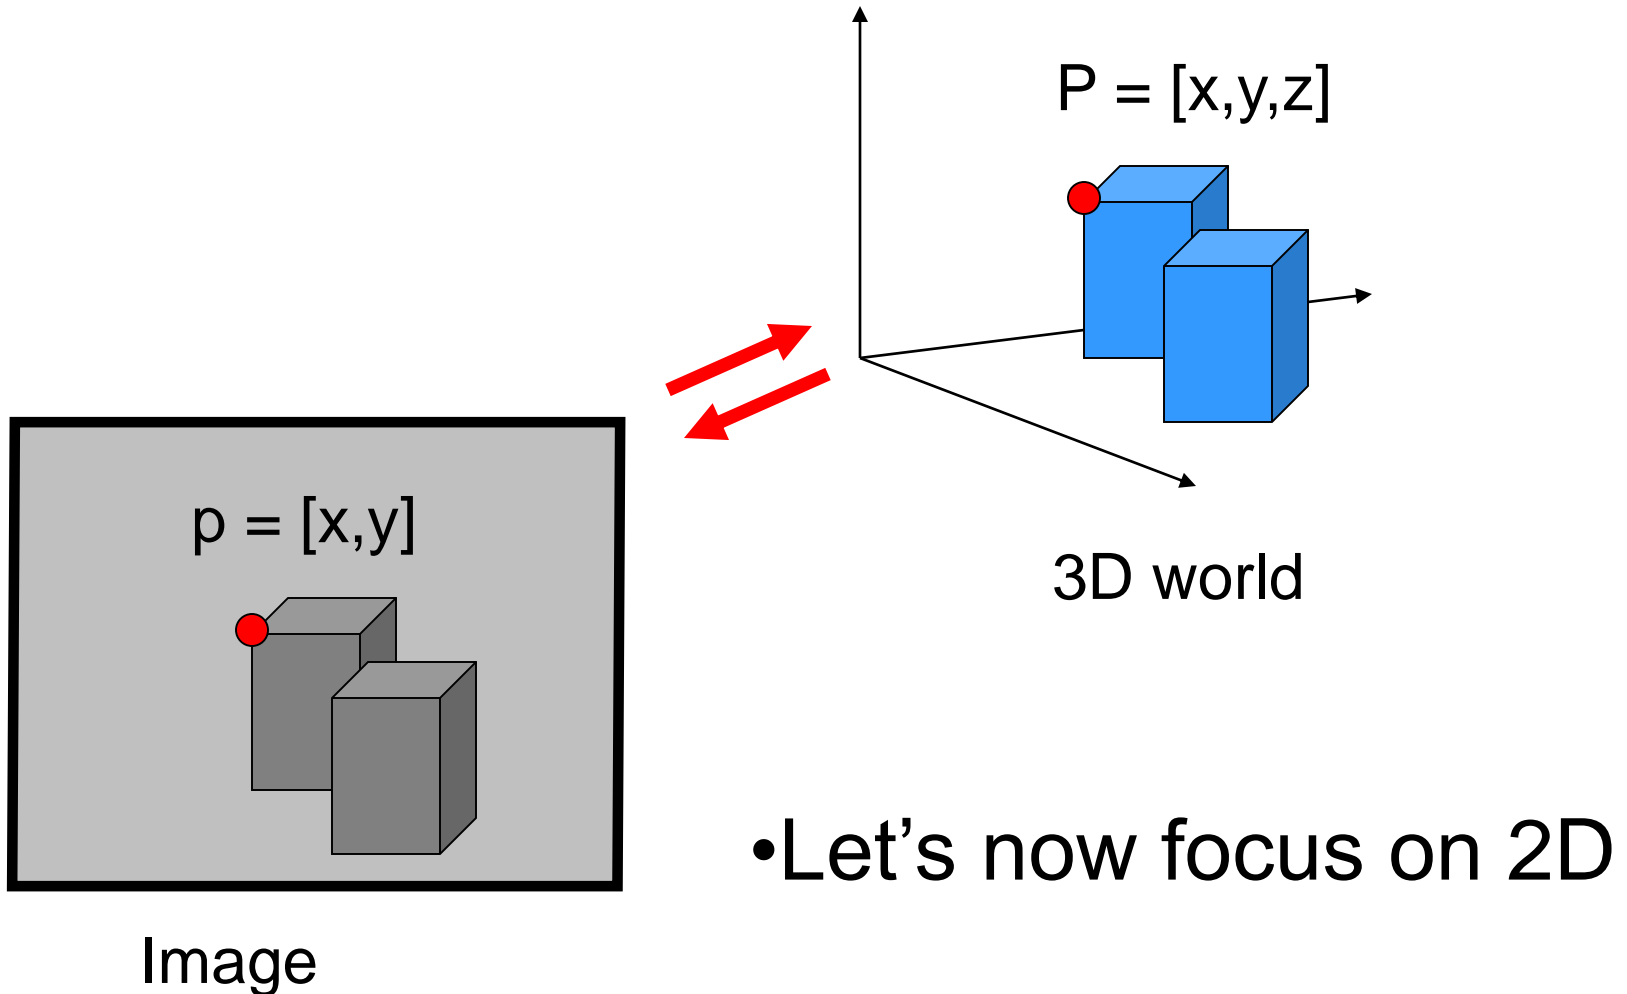 P = [x,y,z]
p = [x,y]
3D world
•Let’s now focus on 2D
Image